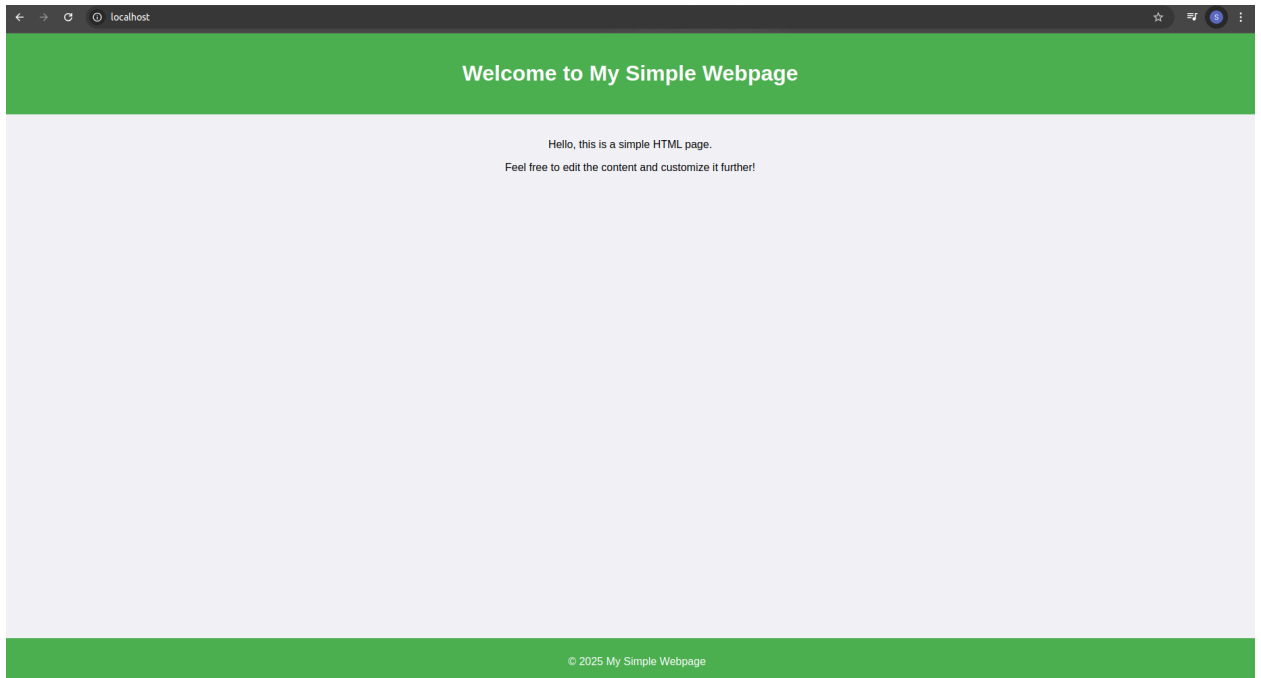 localhost
S
Welcome to My Simple Webpage
Hello, this is a simple HTML page.
Feel free to edit the content and customize it further!
© 2025 My Simple Webpage